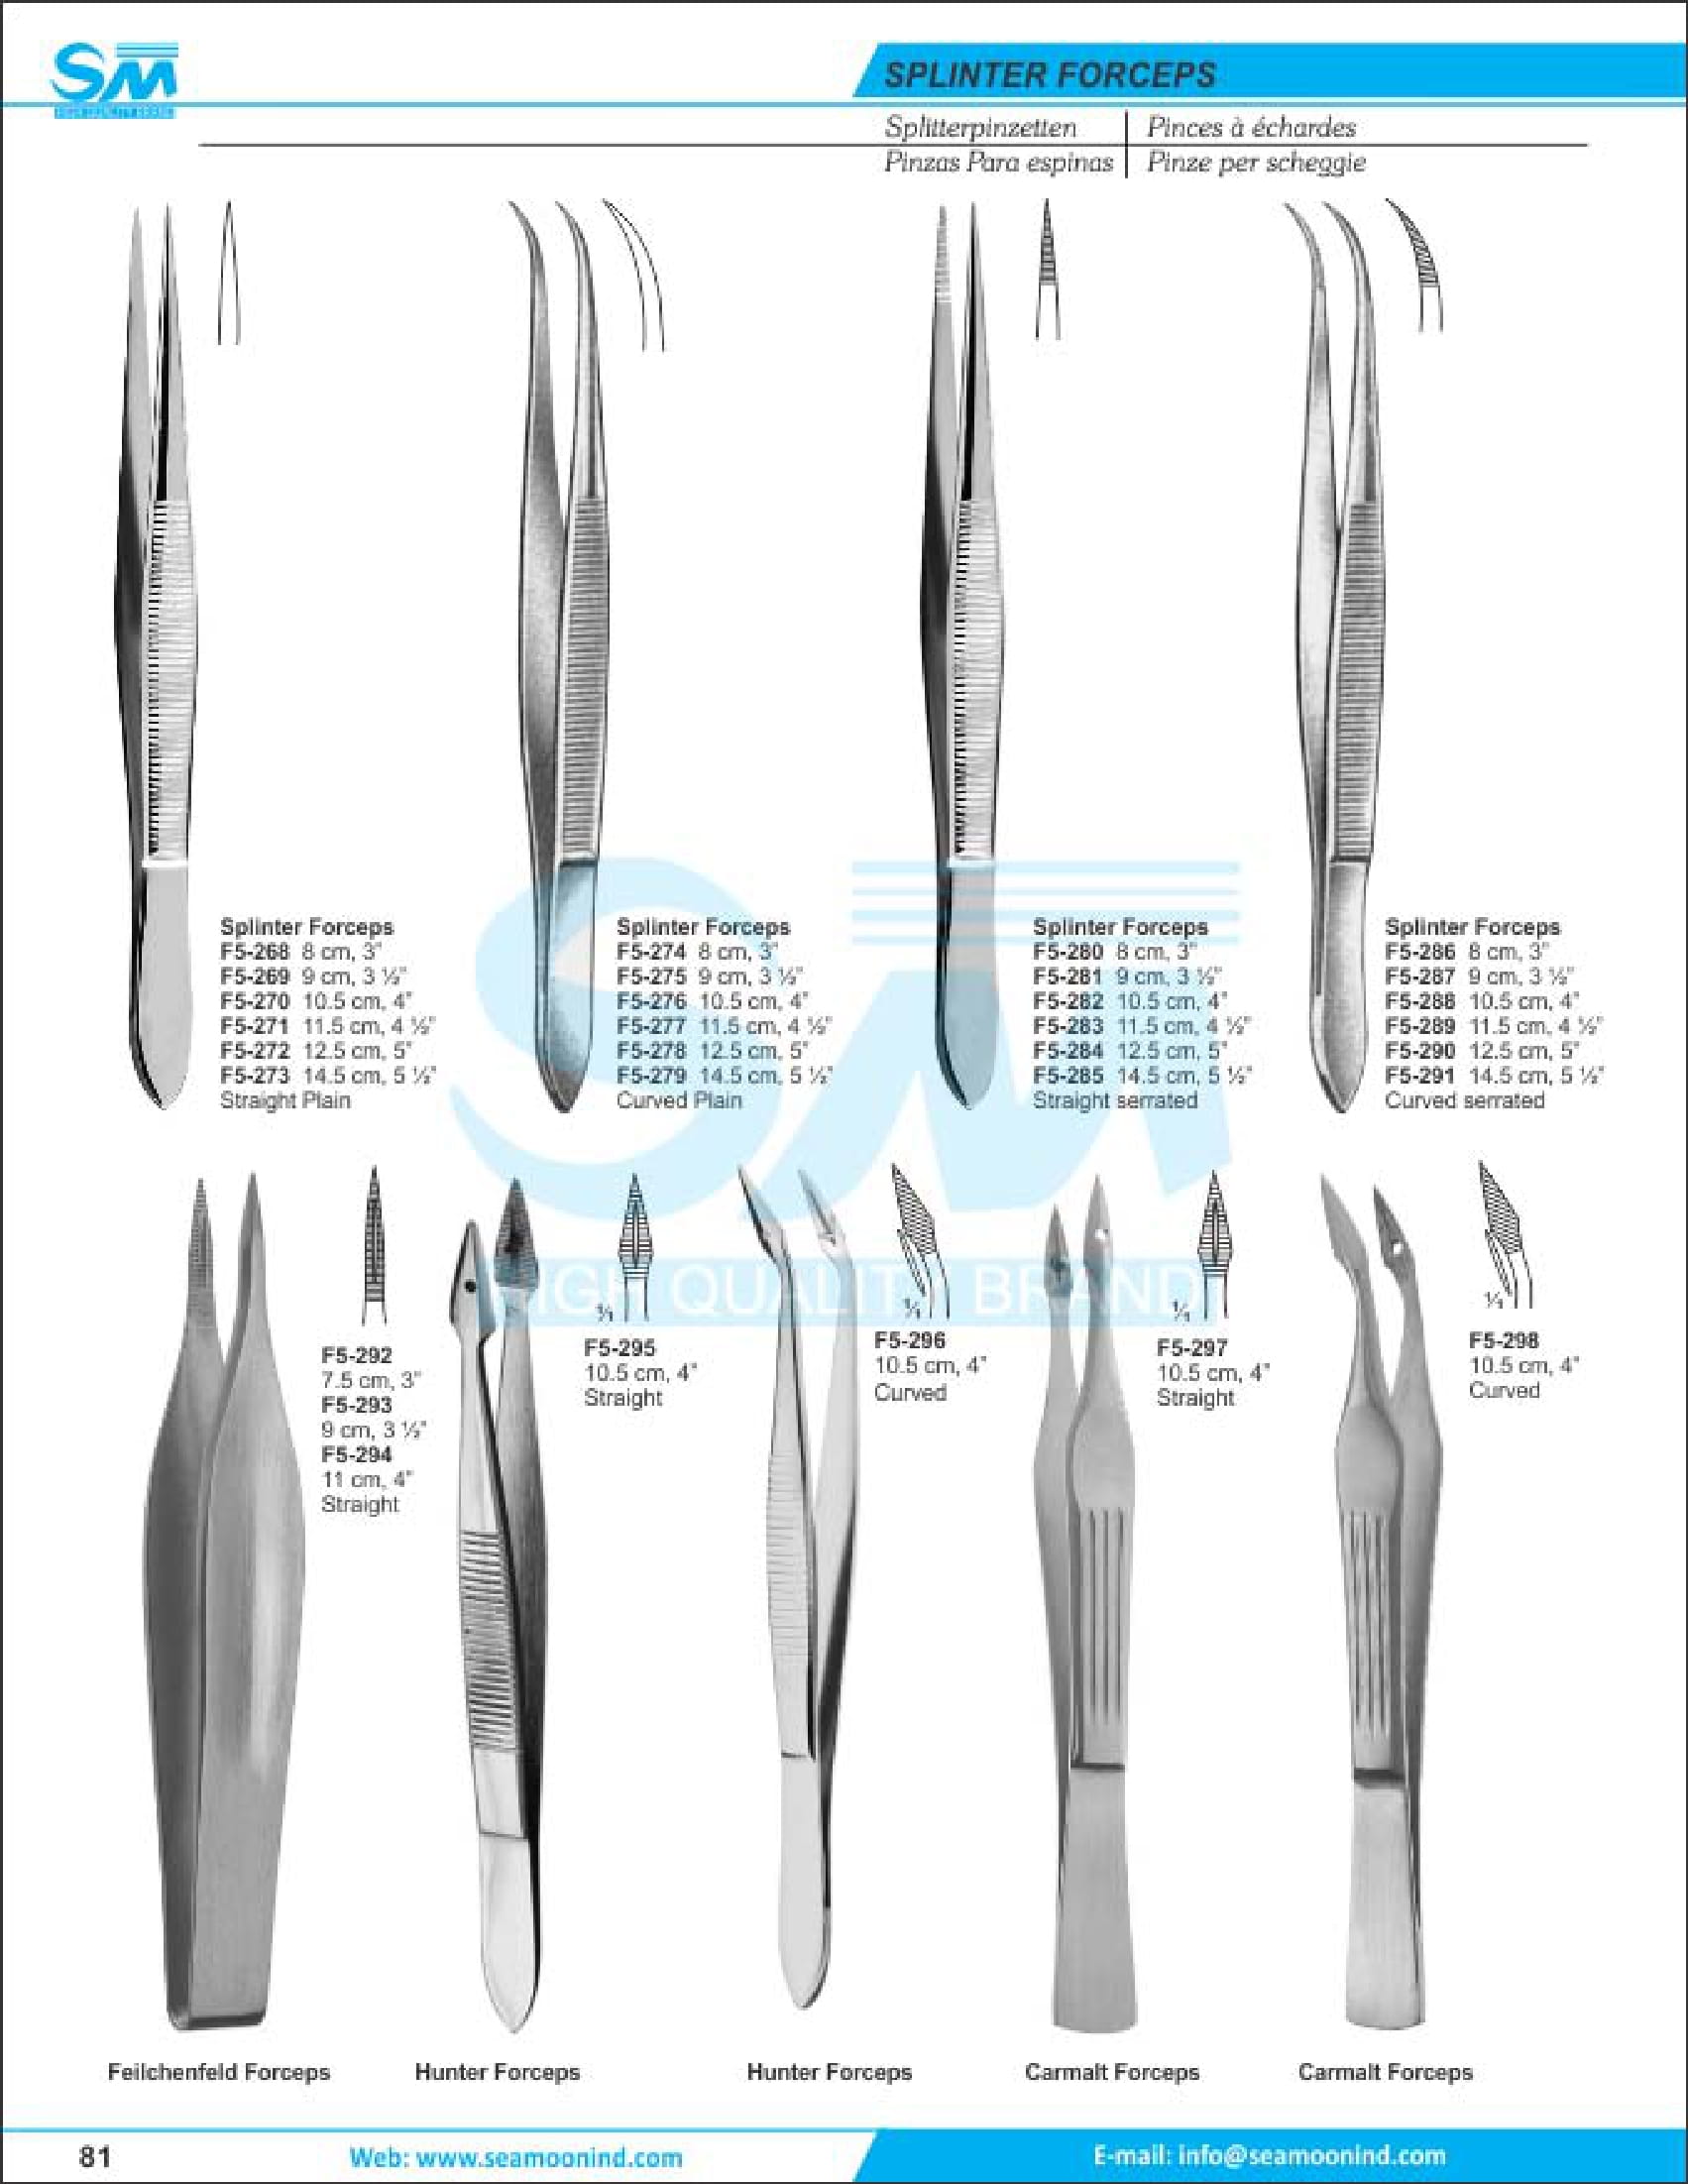 SM
SPLINTER FORCEPS
Splitterpinzetten
Pinces à échardes
Pinzas Para espinas
Pinze per scheggie
Splinter Forceps
F5-268 8 cm, 3"
F5-269 9 cm, 3 ½"
F5-270 10.5 cm, 4"
F5-271 11.5 cm, 4 ½"
F5-272 12.5 cm, 5"
F5-273 14.5 cm, 5 ½"
Straight Plain
Splinter Forceps
F5-274 8 cm, 3"
F5-275 9 cm, 3 ½"
F5-276 10.5 cm, 4"
F5-277 11.5 cm, 4 ½"
F5-278 12.5 cm, 5"
F5-279 14.5 cm, 5 ½"
Curved Plain
Splinter Forceps
F5-280 8 cm, 3"
F5-281 9 cm, 3 ½"
F5-282 10.5 cm, 4"
F5-283 11.5 cm, 4 ½"
F5-284 12.5 cm, 5"
F5-285 14.5 cm, 5 ½"
Straight serrated
Splinter Forceps
F5-286 8 cm, 3"
F5-287 9 cm, 3 ½"
F5-288 10.5 cm, 4"
F5-289 11.5 cm, 4 ½"
F5-290 12.5 cm, 5"
F5-291 14.5 cm, 5 ½"
Curved serrated
SM
HIGH QUALITY BRAND
F5-292
7.5 cm, 3"
F5-293
9 cm, 3 ½"
F5-294
11 cm, 4"
Straight
⅟₁
F5-295
10.5 cm, 4"
Straight
⅟₁
F5-296
10.5 cm, 4"
Curved
⅟₁
F5-297
10.5 cm, 4"
Straight
⅟₁
F5-298
10.5 cm, 4"
Curved
Feilchenfeld Forceps
Hunter Forceps
Hunter Forceps
Carmalt Forceps
Carmalt Forceps
81
Web: www.seamoonind.com
E-mail: info@seamoonind.com